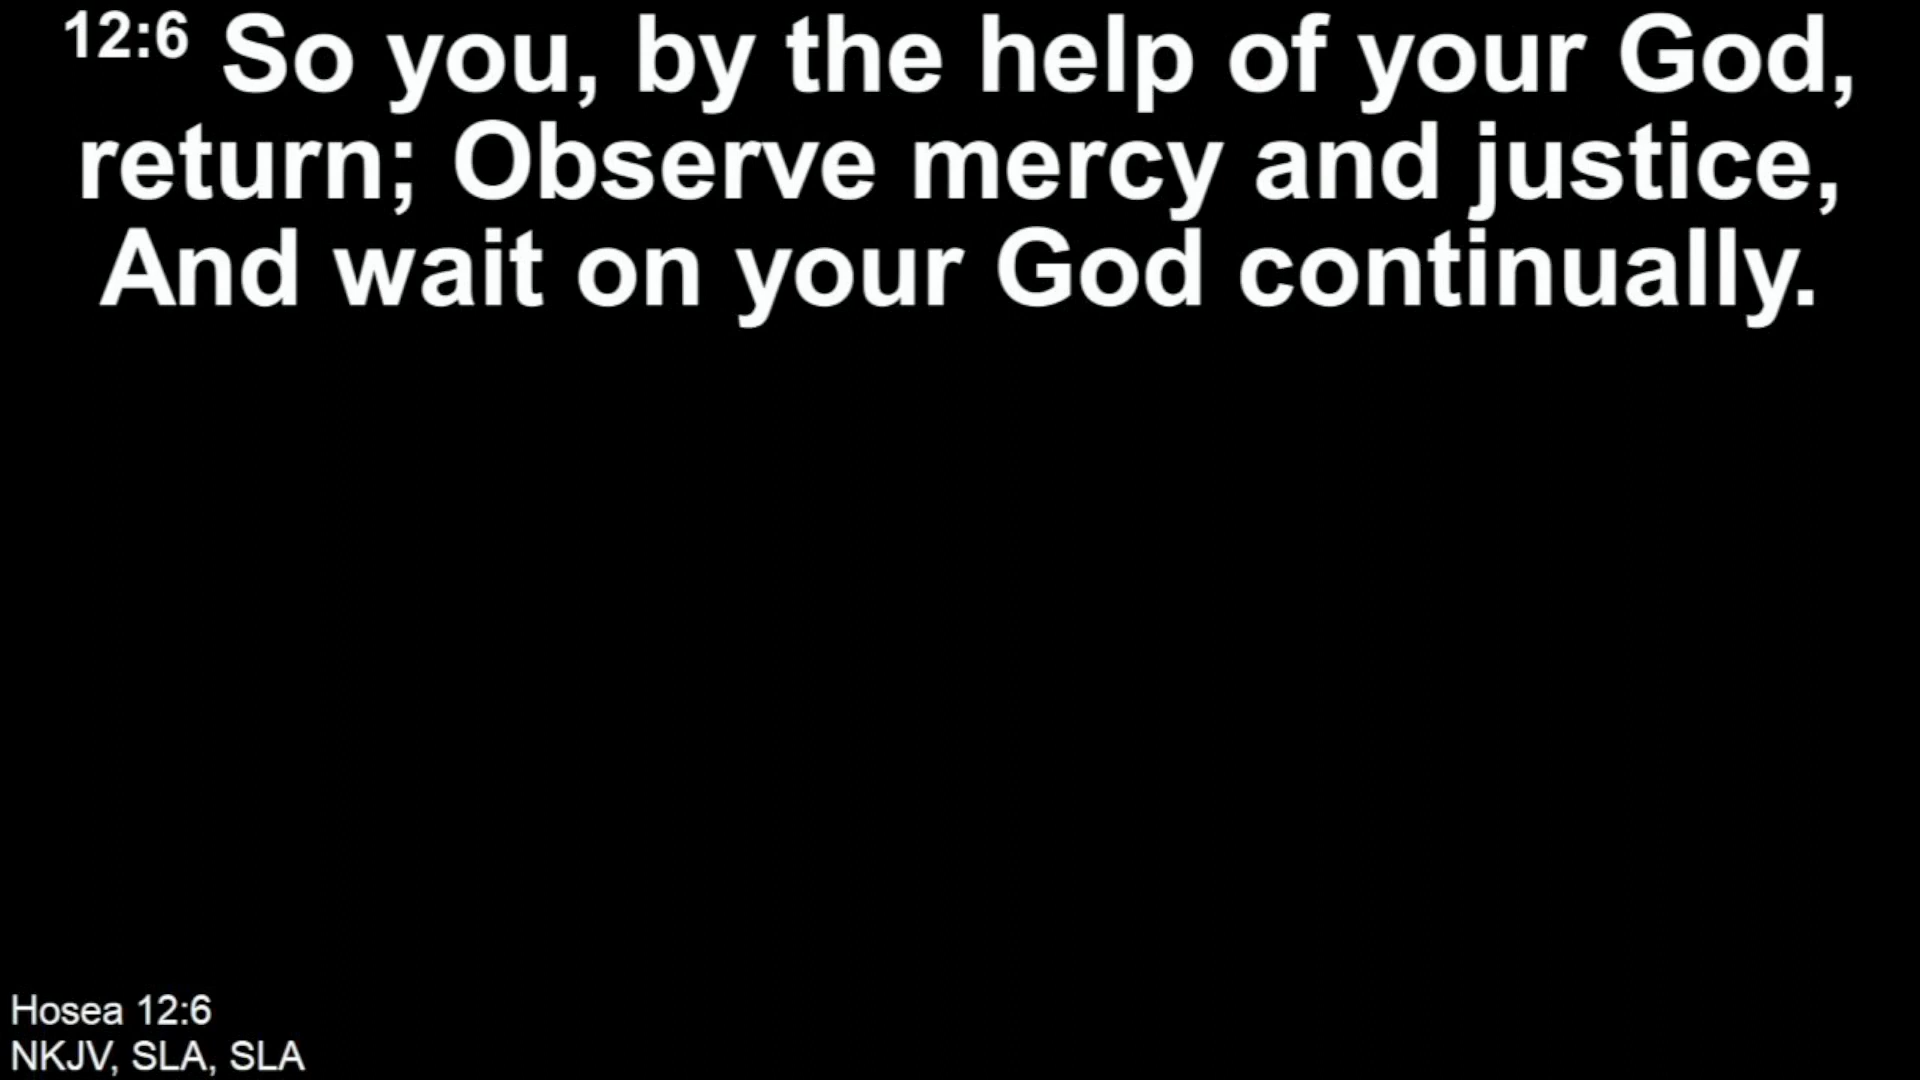 12:6 So you, by the help of your God,
return; Observe mercy and justice,
And wait on your God continually.
Hosea 12:6
NKJV, SLA, SLA